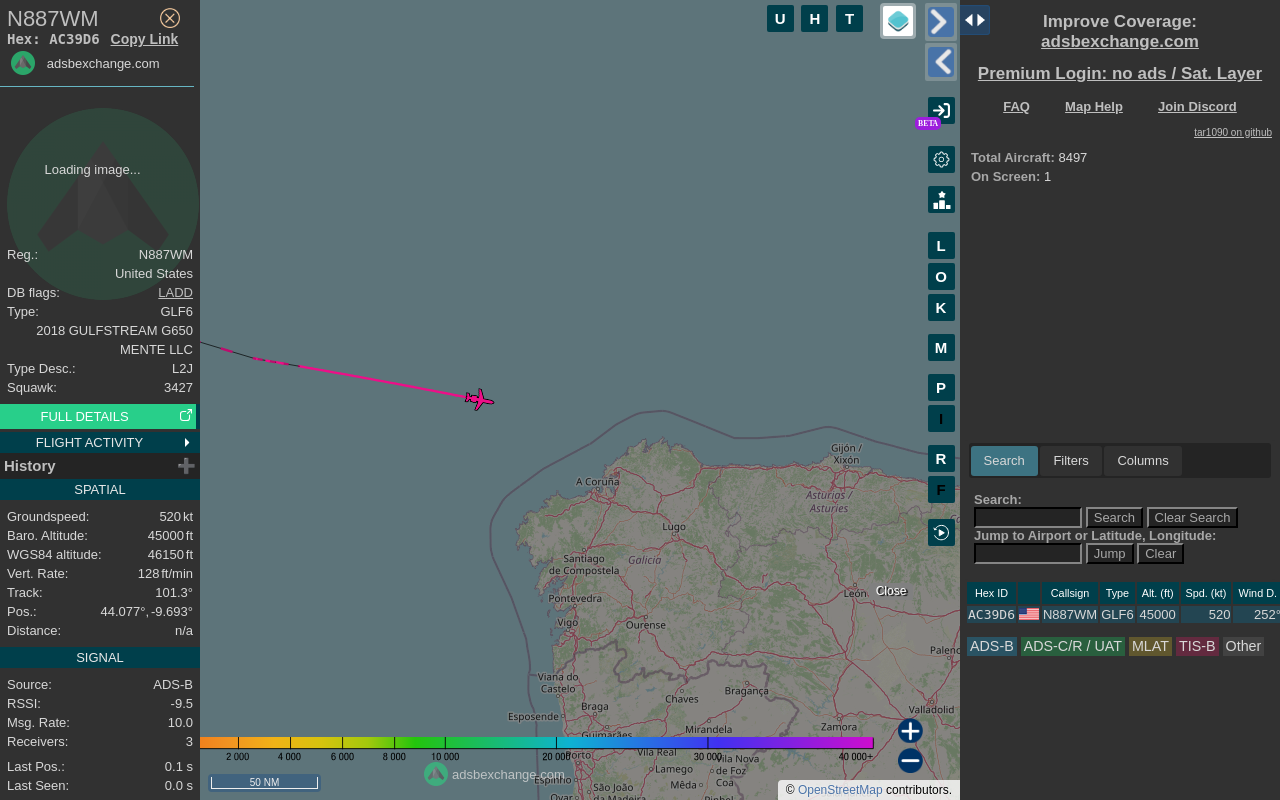 N887WM
Hex: AC39D6 Copy Link
adsbexchange.com
Loading image...
Reg.: N887WM
United States
DB flags: LADD
Type: GLF6
2018 GULFSTREAM G650
MENTE LLC
Type Desc.: L2J
Squawk: 3427
FULL DETAILS
FLIGHT ACTIVITY
History
SPATIAL
Groundspeed: 520 kt
Baro. Altitude: 45000 ft
WGS84 altitude: 46150 ft
Vert. Rate: 128 ft/min
Track: 101.3°
Pos.: 44.077°, -9.693°
Distance: n/a
SIGNAL
Source: ADS-B
RSSI: -9.5
Msg. Rate: 10.0
Receivers: 3
Last Pos.: 0.1 s
Last Seen: 0.0 s
U H T
BETA
L
O
K
M
P
I
R
F
Gijón /
Xixón
A Coruña
Asturias /
Asturies
Lugo
Santiago
de Compostela
Galicia
León
Close
Pontevedra
Vigo
Ourense
Palenc
Viana do
Castelo
Bragança
Chaves
Braga
Valladolid
Esposende
Zamora
Mirandela
Guimarães
2 000 4 000 6 000 8 000 10 000 20 000 30 000 40 000+
Porto
Vila Real
Vila Nova
de Foz
Coa
Lamego
Espinho
adsbexchange.com
50 NM
São João
da Madeira
Mêda
Ovar
Pinhel
© OpenStreetMap contributors.
Improve Coverage:
adsbexchange.com
Premium Login: no ads / Sat. Layer
FAQ Map Help Join Discord
tar1090 on github
Total Aircraft: 8497
On Screen: 1
Search Filters Columns
Search:
Search Clear Search
Jump to Airport or Latitude, Longitude:
Jump Clear
Hex ID Callsign Type Alt. (ft) Spd. (kt) Wind D.
AC39D6 N887WM GLF6 45000 520 252°
ADS-B ADS-C/R / UAT MLAT TIS-B Other